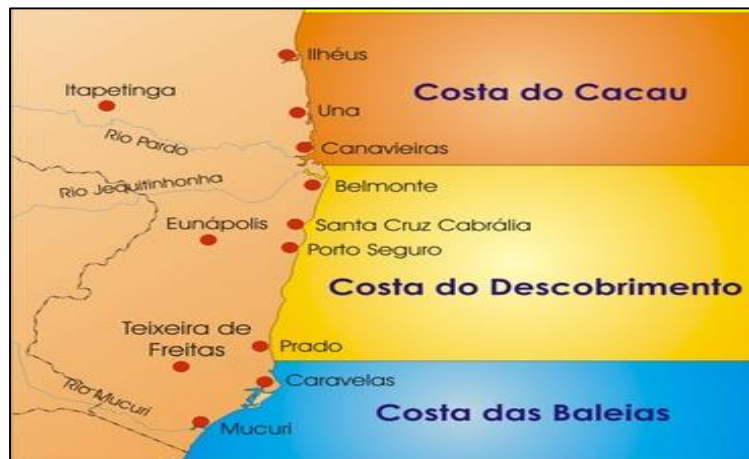 Ilhéus
Itapetinga
Costa do Cacau
Una
Rio Pardo
Canavieiras
Rio Jequitinhonha
Belmonte
Eunápolis
Santa Cruz Cabrália
Porto Seguro
Costa do Descobrimento
Teixeira de
Freitas
Prado
Rio Mucuri
Caravelas
Costa das Baleias
Mucuri